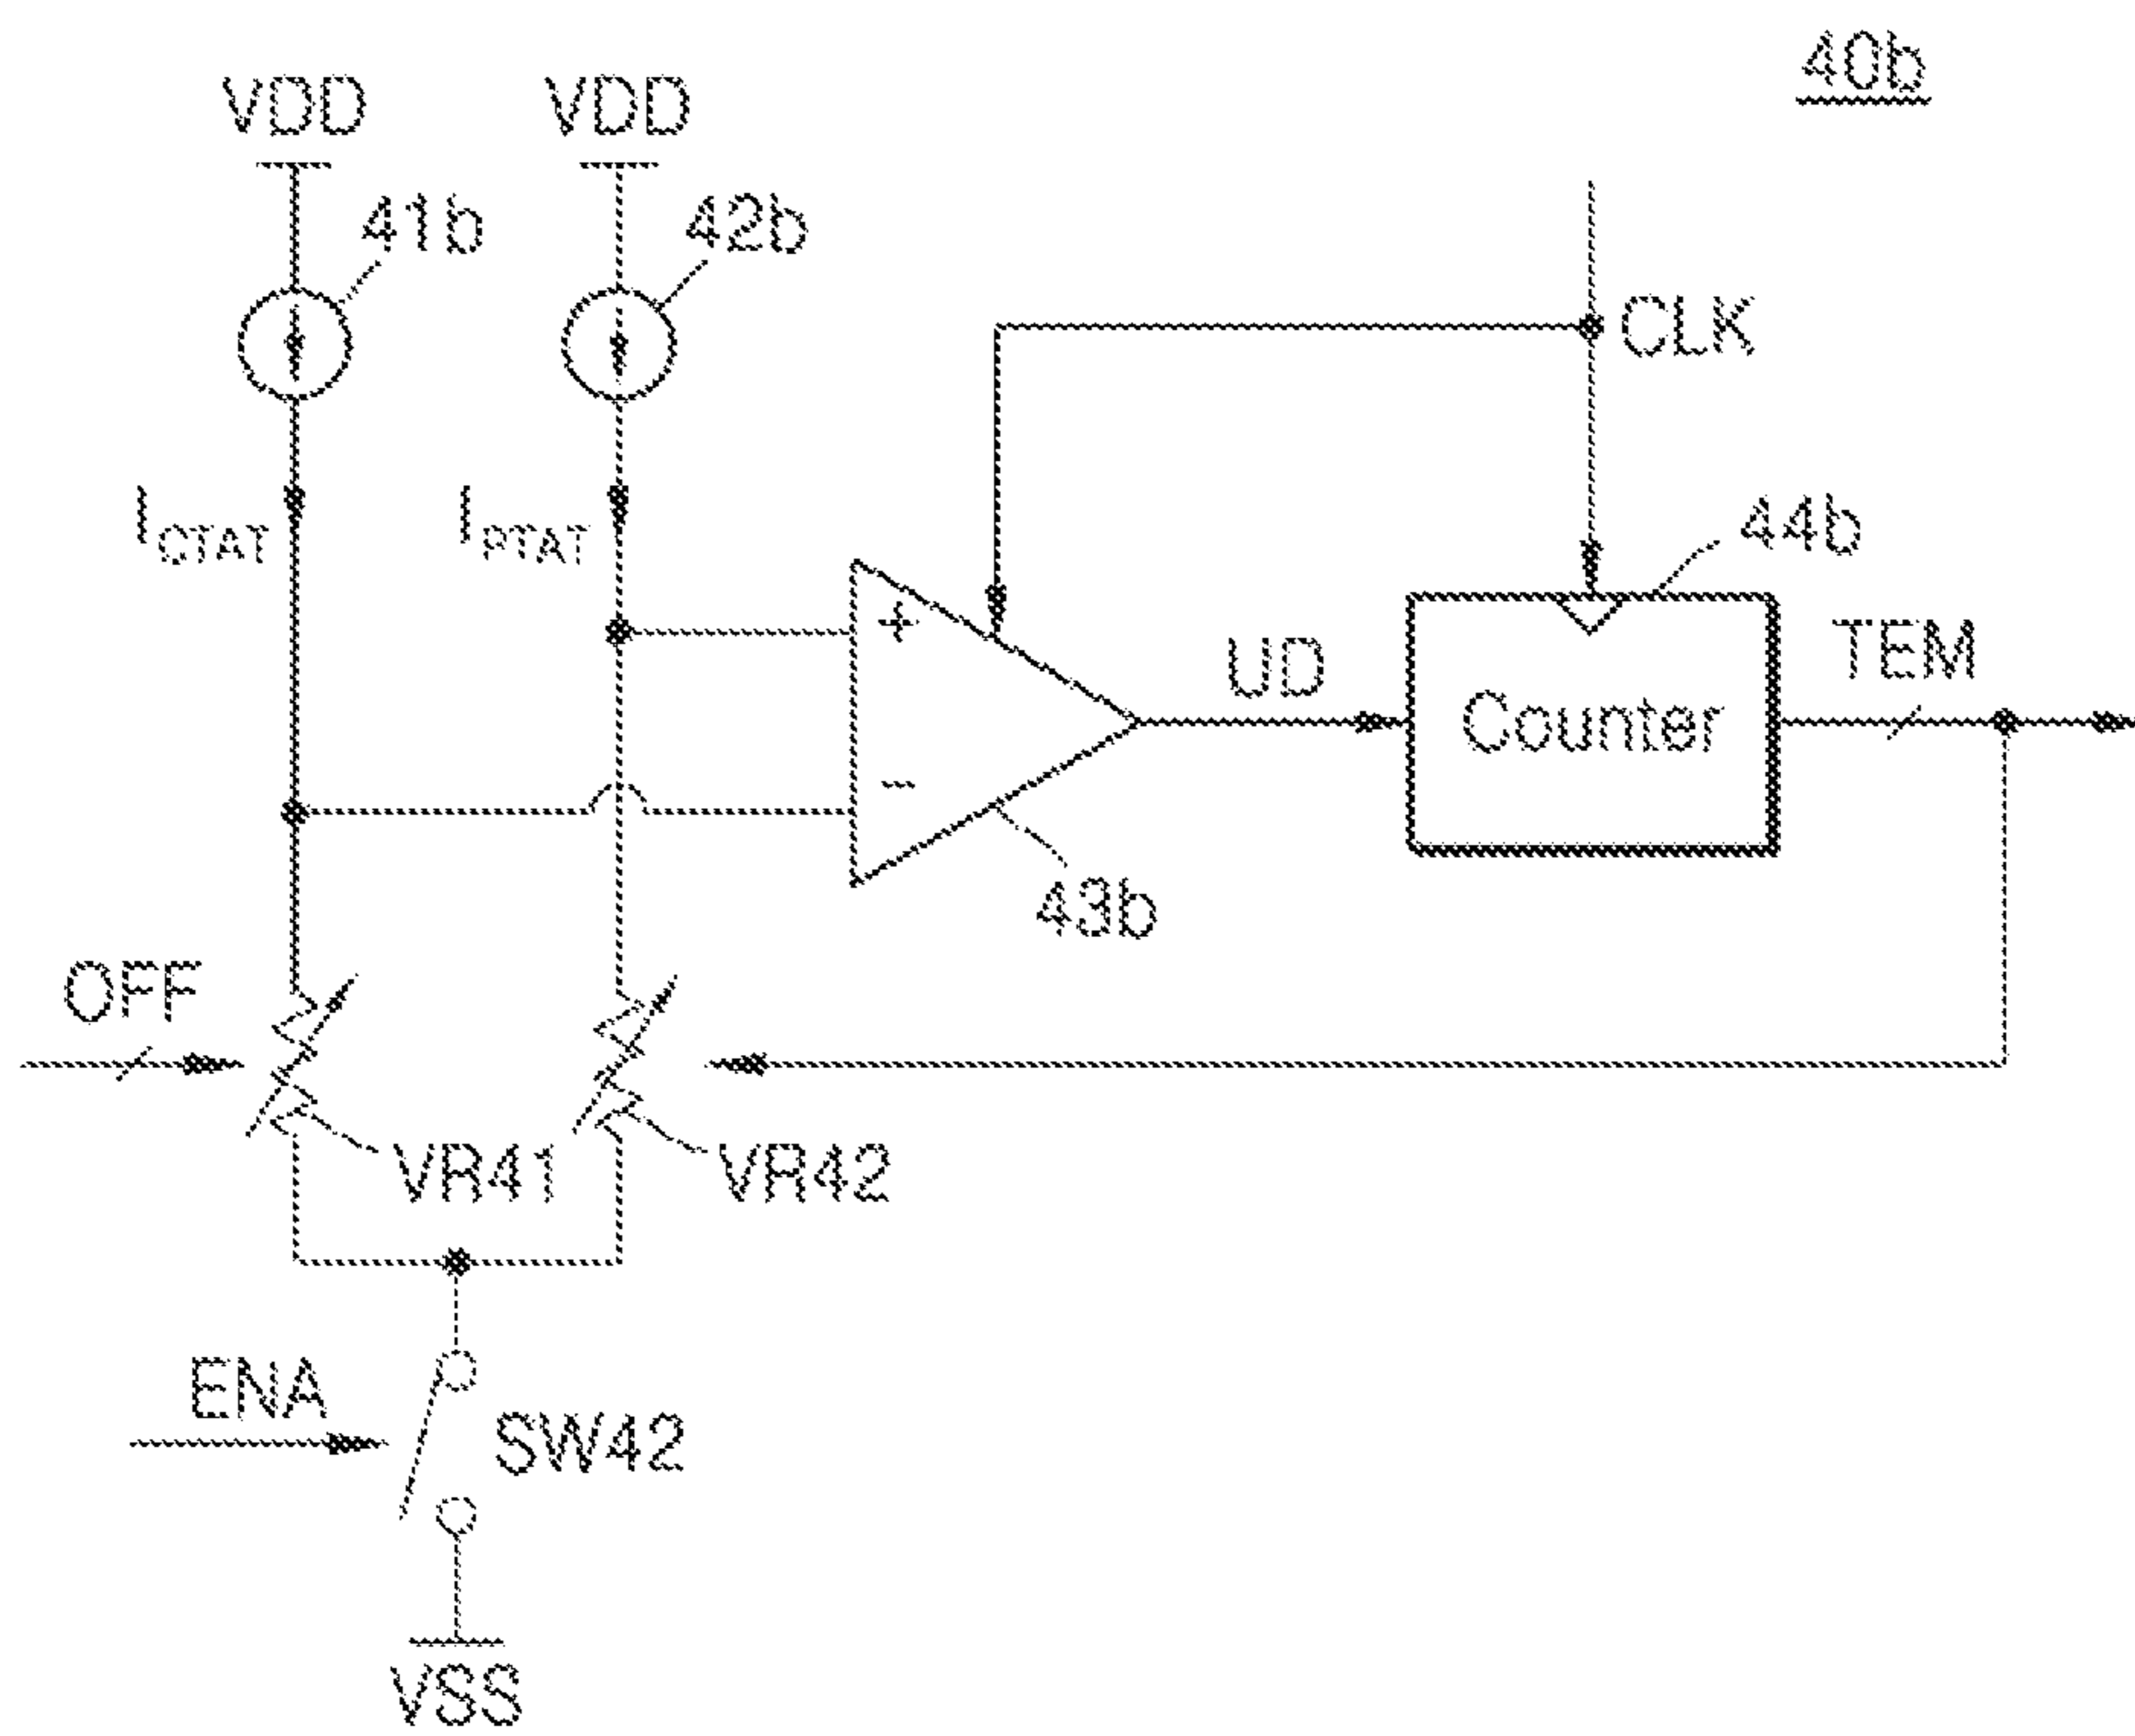 40b
VDD
VDD
41b
42b
CLK
ICTAT
IPTAT
44b
+
UD
Counter
TEM
-
43b
OFF
VR41
VR42
ENA
SW42
VSS